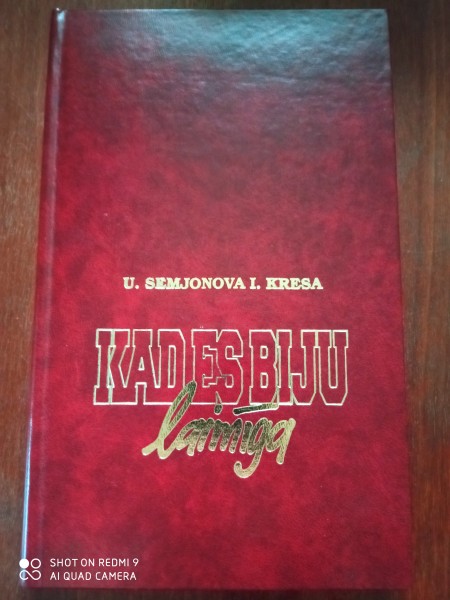 U. SEMJONOVA I. KRESA
KAD ES BIJU
laimīga
SHOT ON REDMI 9
AI QUAD CAMERA